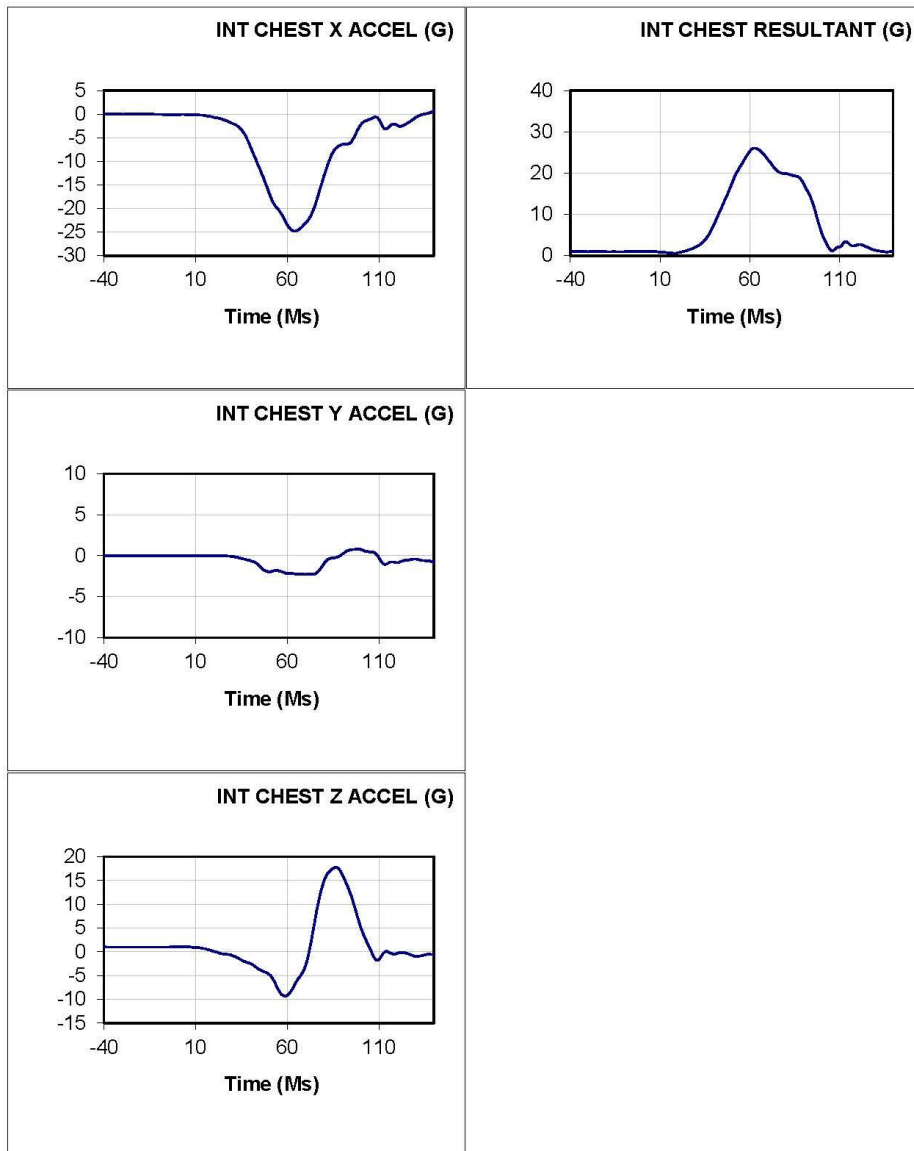 INT CHEST X ACCEL (G)
5
0
-5
-10
-15
-20
-25
-30
-40 10 60 110
Time (Ms)
INT CHEST RESULTANT (G)
40
30
20
10
0
-40 10 60 110
Time (Ms)
INT CHEST Y ACCEL (G)
10
5
0
-5
-10
-40 10 60 110
Time (Ms)
INT CHEST Z ACCEL (G)
20
15
10
5
0
-5
-10
-15
-40 10 60 110
Time (Ms)